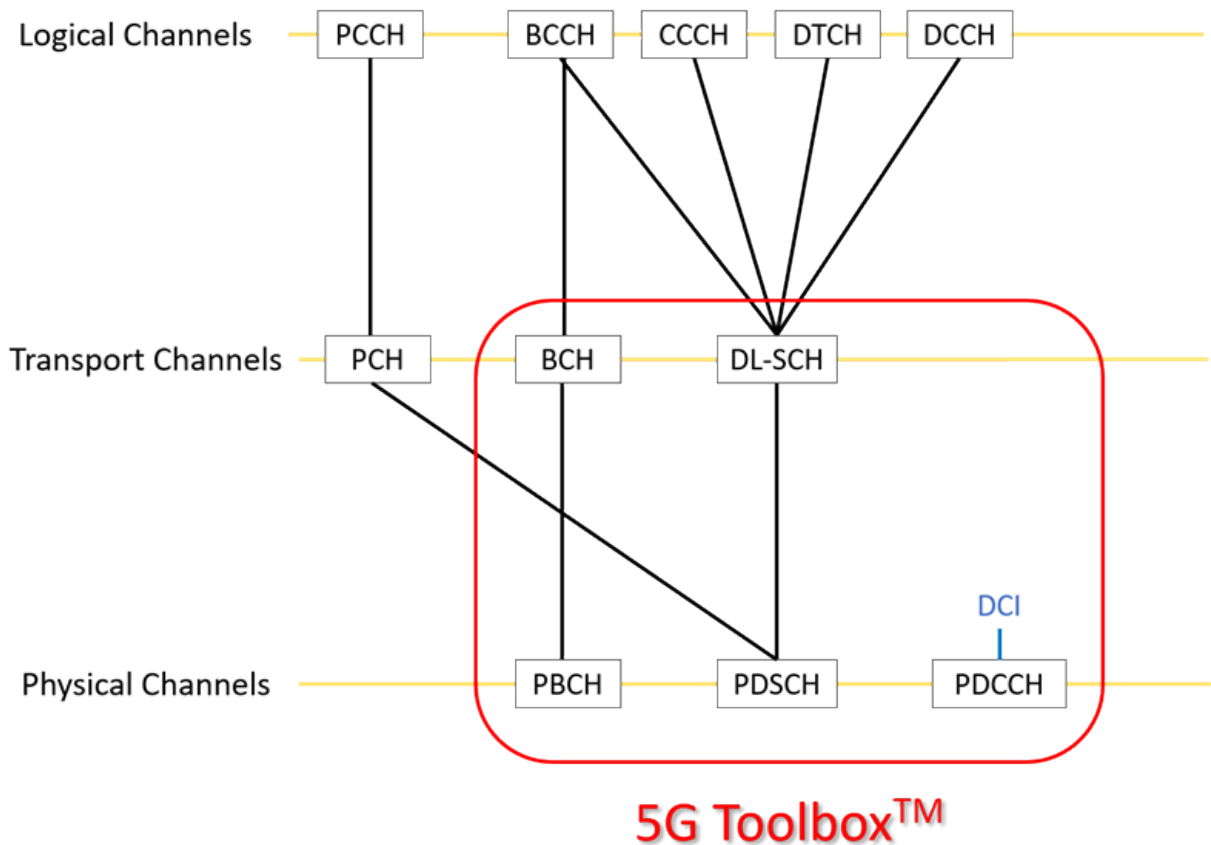 Logical Channels PCCH BCCH CCCH DTCH DCCH
Transport Channels PCH BCH DL-SCH
DCI
Physical Channels PBCH PDSCH PDCCH
5G Toolbox™